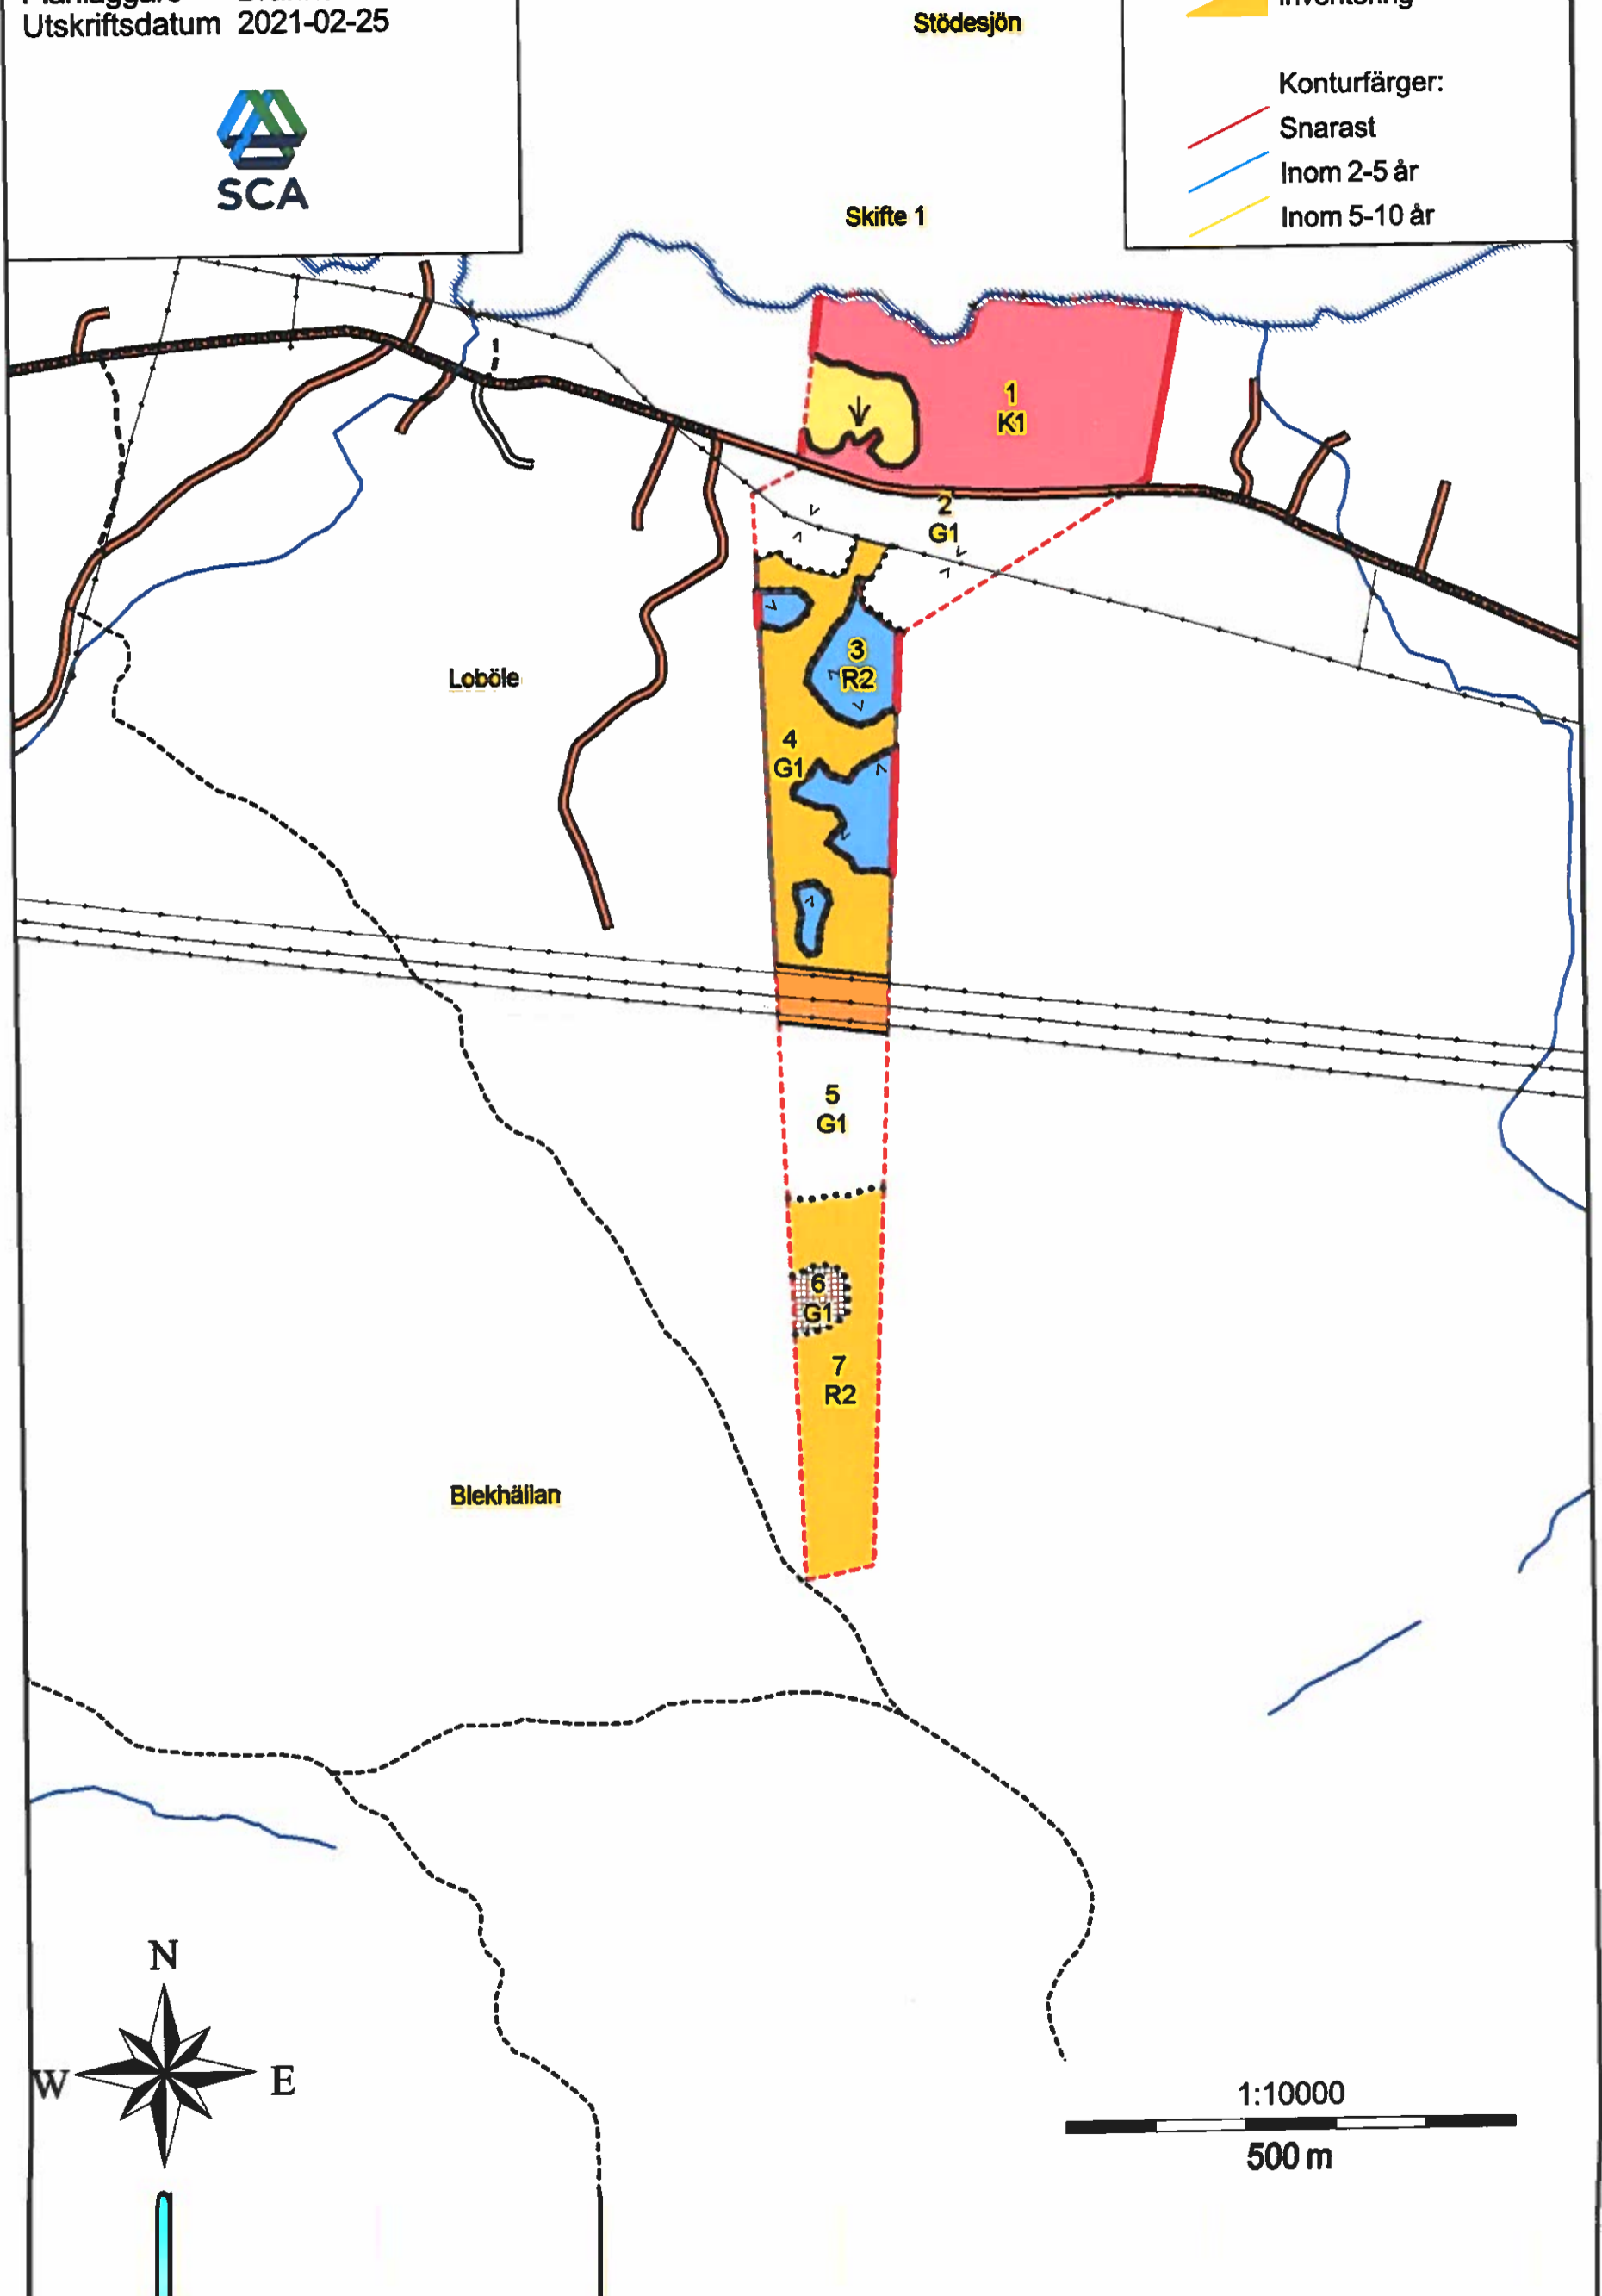 Utskriftsdatum 2021-02-25
SCA
Stödesjön
Skifte 1
Konturfärger:
Snarast
Inom 2-5 år
Inom 5-10 år
1
K1
2
G1
3
R2
Loböle
4
G1
5
G1
6
G1
7
R2
Blekhällan
N
W
E
1:10000
500 m